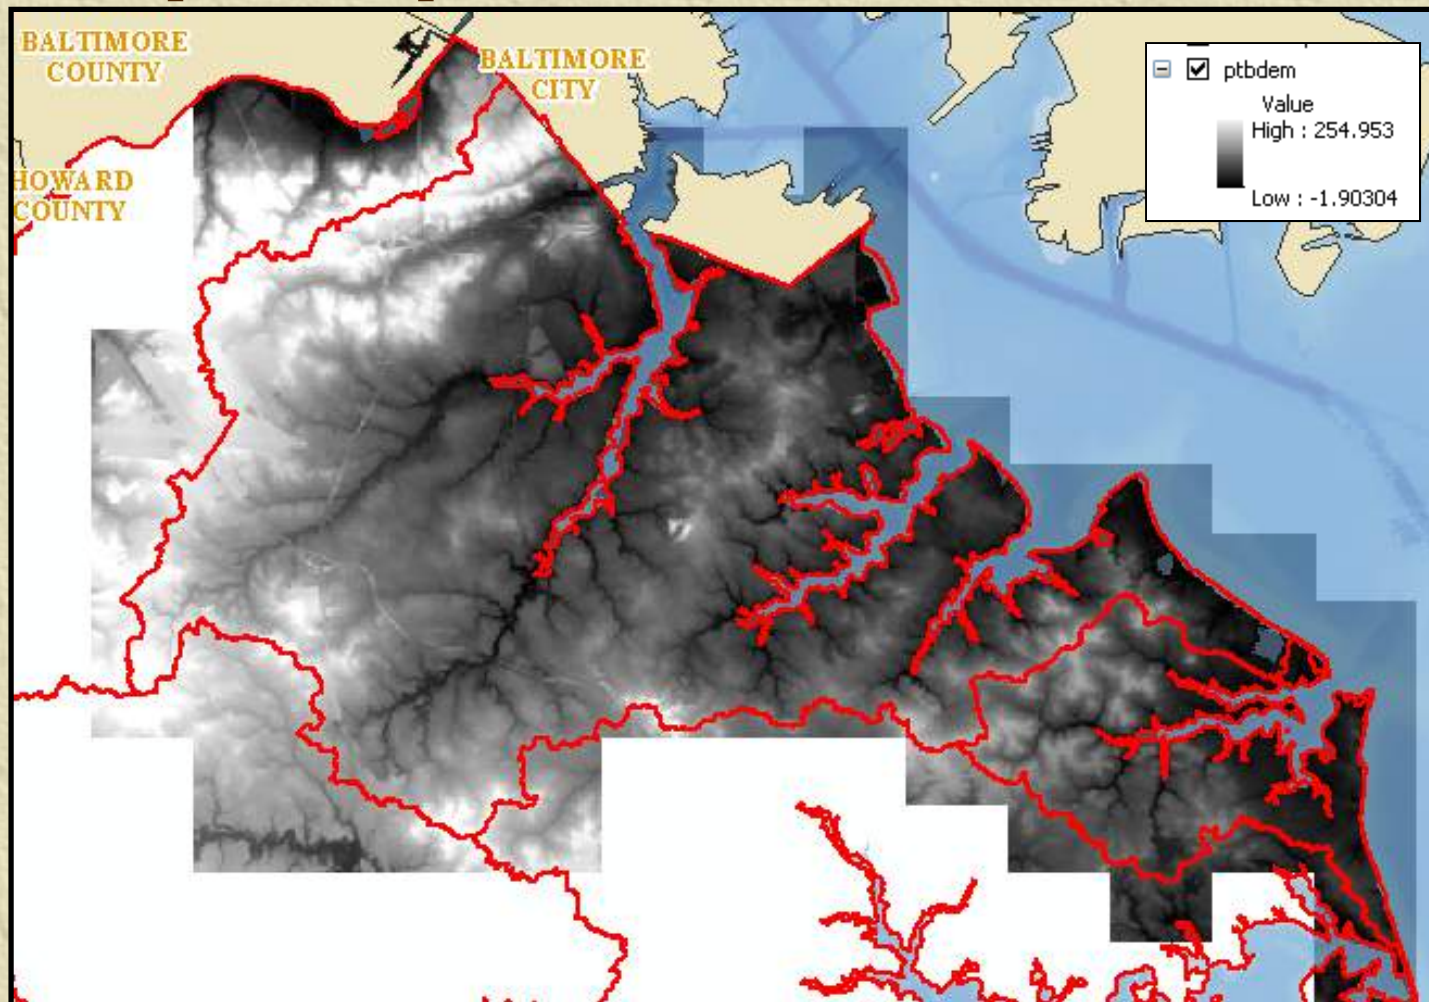 BALTIMORE
COUNTY
BALTIMORE
CITY
HOWARD
COUNTY
ptbdem
Value
High : 254.953
Low : -1.90304